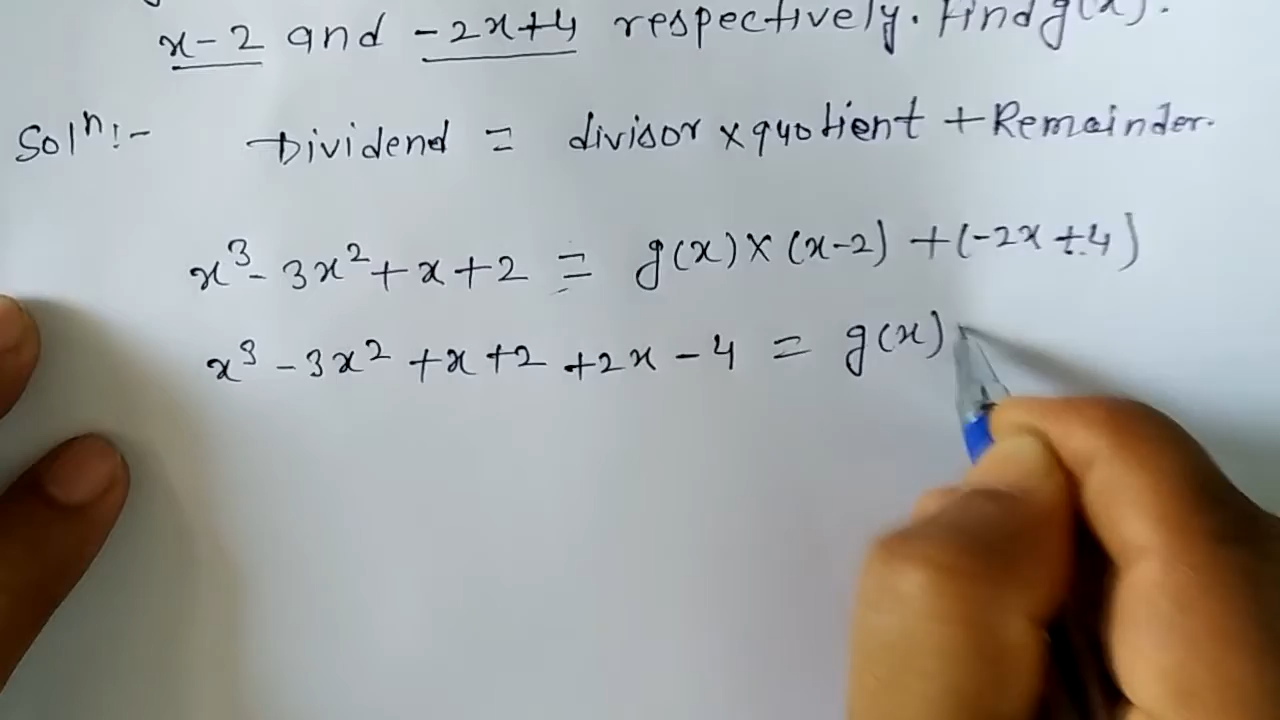 x-2 and -2x+4 respectively. Find g(x).
Solⁿ:- Dividend = divisor × quotient + Remainder.
x³ - 3x² + x + 2 = g(x) × (x-2) + (-2x + 4)
x³ - 3x² + x + 2 + 2x - 4 = g(x)